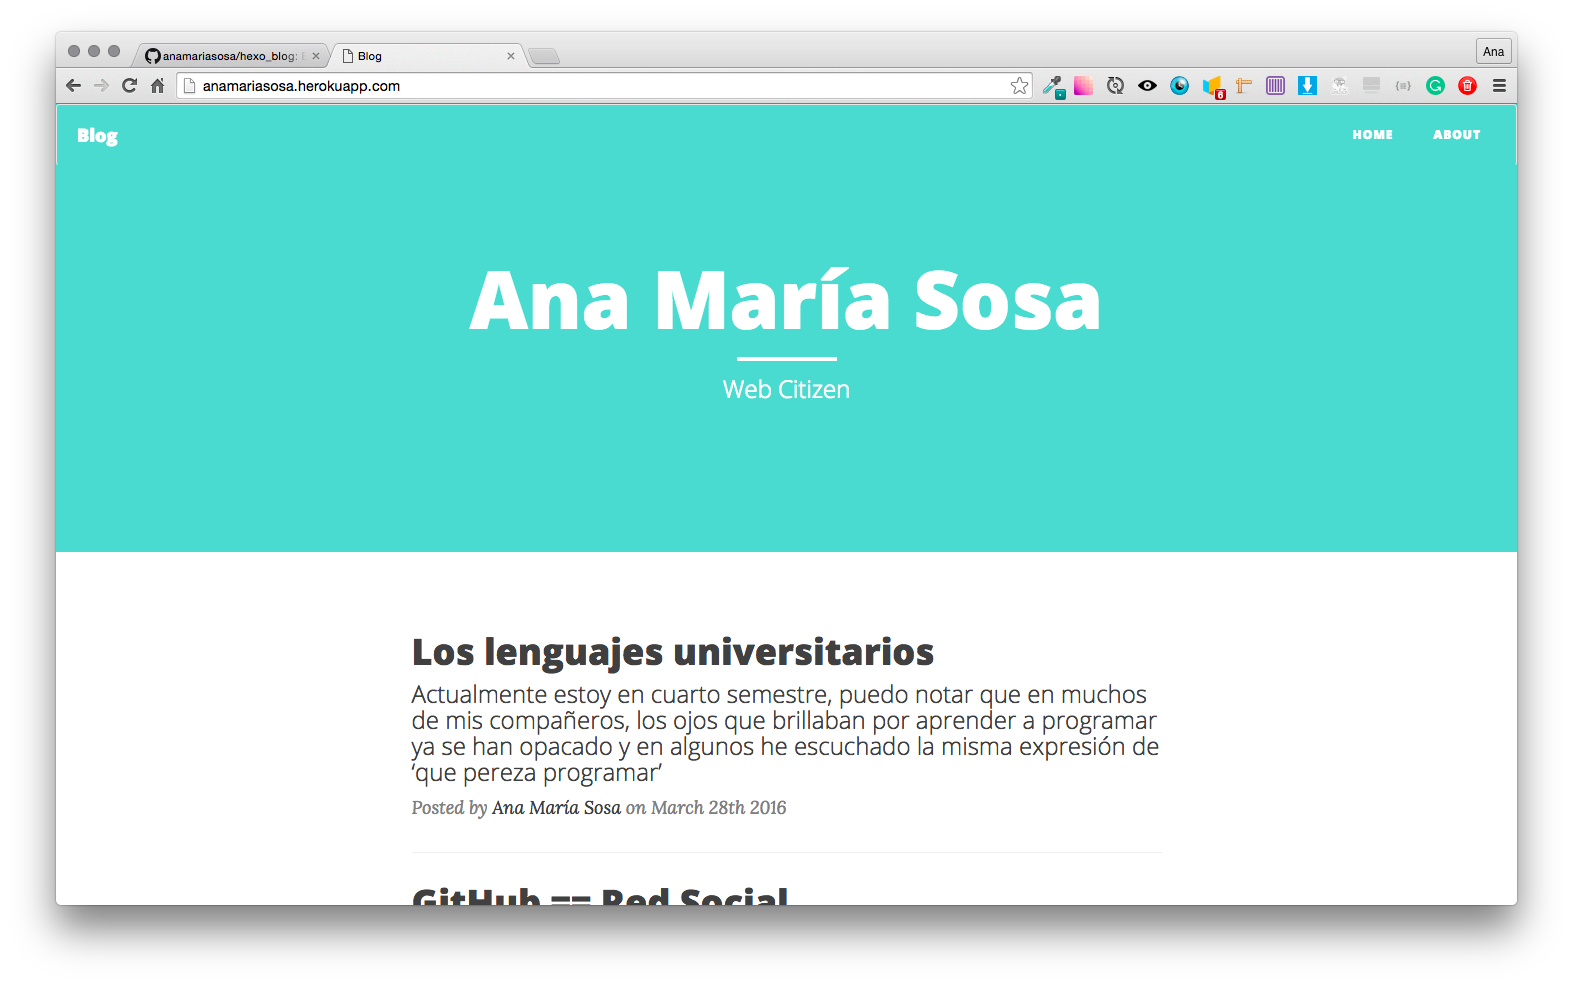 anamariasosa/hexo_blog:
Blog
Ana
anamariasosa.herokuapp.com
6
Blog
HOME
ABOUT
Ana María Sosa
Web Citizen
Los lenguajes universitarios
Actualmente estoy en cuarto semestre, puedo notar que en muchos
de mis compañeros, los ojos que brillaban por aprender a programar
ya se han opacado y en algunos he escuchado la misma expresión de
‘que pereza programar’
Posted by Ana María Sosa on March 28th 2016
GitHub == Red Social